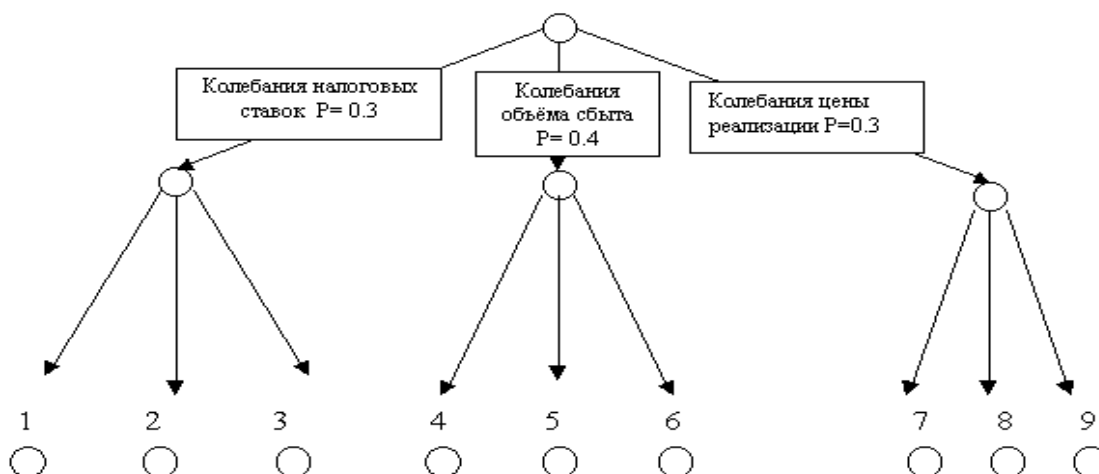 Колебания налоговых
ставок Р= 0.3
Колебания
объёма сбыта
Р= 0.4
Колебания цены
реализации Р=0.3
1 2 3 4 5 6 7 8 9